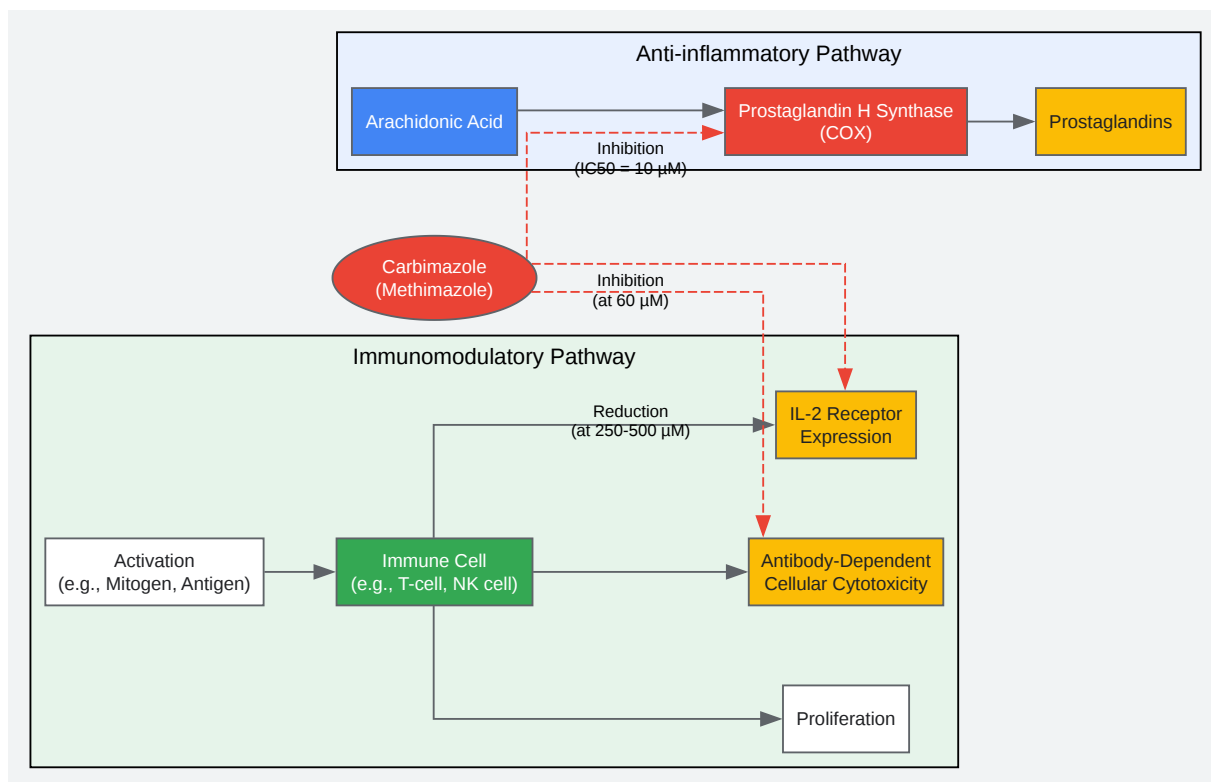 Anti-inflammatory Pathway
Arachidonic Acid
Prostaglandin H Synthase
(COX)
Prostaglandins
Inhibition
(IC50 = 10 µM)
Carbimazole
(Methimazole)
Inhibition
(at 60 µM)
Immunomodulatory Pathway
Reduction
(at 250-500 µM)
IL-2 Receptor
Expression
Activation
(e.g., Mitogen, Antigen)
Immune Cell
(e.g., T-cell, NK cell)
Antibody-Dependent
Cellular Cytotoxicity
Proliferation